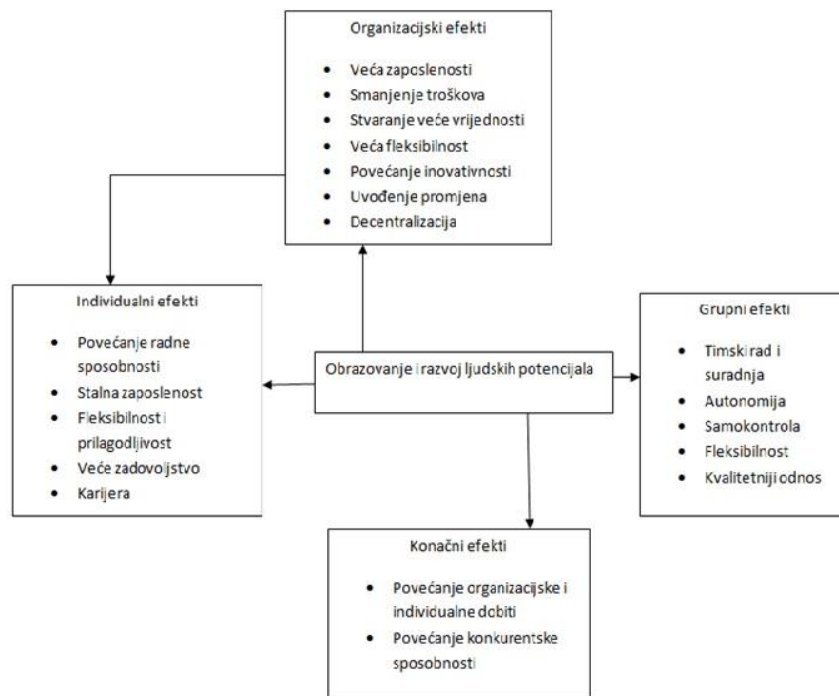 Organizacijski efekti
• Veća zaposlenosti
• Smanjenje troškova
• Stvaranje veće vrijednosti
• Veća fleksibilnost
• Povećanje inovativnosti
• Uvođenje promjena
• Decentralizacija
Individualni efekti
• Povećanje radne
sposobnosti
• Stalna zaposlenost
• Fleksibilnost i
prilagodljivost
• Veće zadovoljstvo
• Karijera
Obrazovanje i razvoj ljudskih potencijala
Grupni efekti
• Timski rad i
suradnja
• Autonomija
• Samokontrola
• Fleksibilnost
• Kvalitetniji odnos
Konačni efekti
• Povećanje organizacijske i
individualne dobiti
• Povećanje konkurentske
sposobnosti